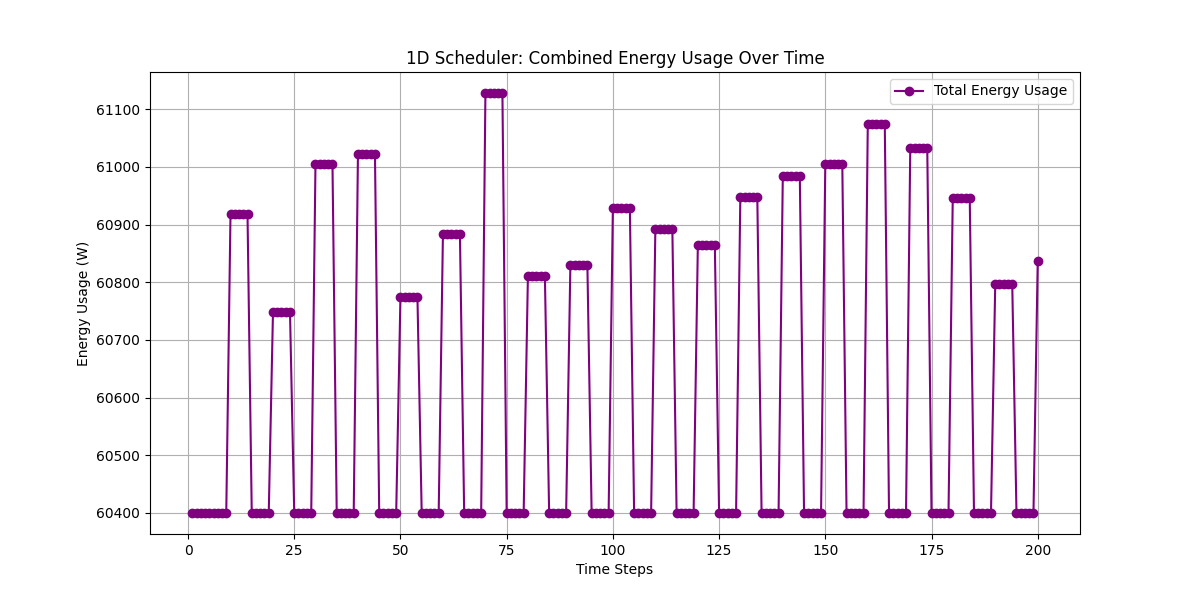 1D Scheduler: Combined Energy Usage Over Time
Total Energy Usage
Energy Usage (W)
61100
61000
60900
60800
60700
60600
60500
60400
0 25 50 75 100 125 150 175 200
Time Steps